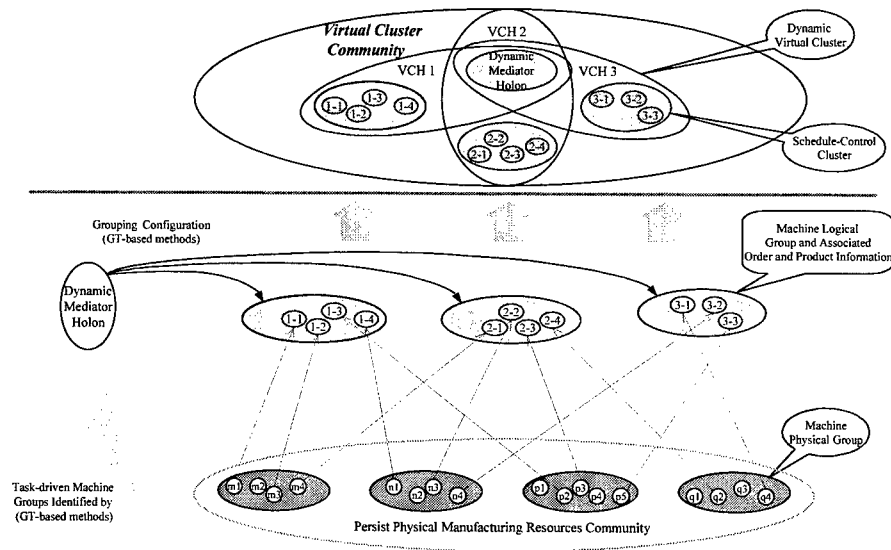 Virtual Cluster
Community
VCH 2
Dynamic
Virtual Cluster
VCH 1
Dynamic
Mediator
Holon
VCH 3
1-1
1-2
1-3
1-4
3-1
3-2
3-3
2-1
2-2
2-3
2-4
Schedule-Control
Cluster
Grouping Configuration
(GT-based methods)
Machine Logical
Group and Associated
Order and Product Information
Dynamic
Mediator
Holon
1-1
1-2
1-3
1-4
2-1
2-2
2-3
2-4
3-1
3-2
3-3
Machine
Physical Group
m1
m2
m3
m4
n1
n2
n3
n4
p1
p2
p3
p4
p5
q1
q2
q3
q4
Task-driven Machine
Groups Identified by
(GT-based methods)
Persist Physical Manufacturing Resources Community